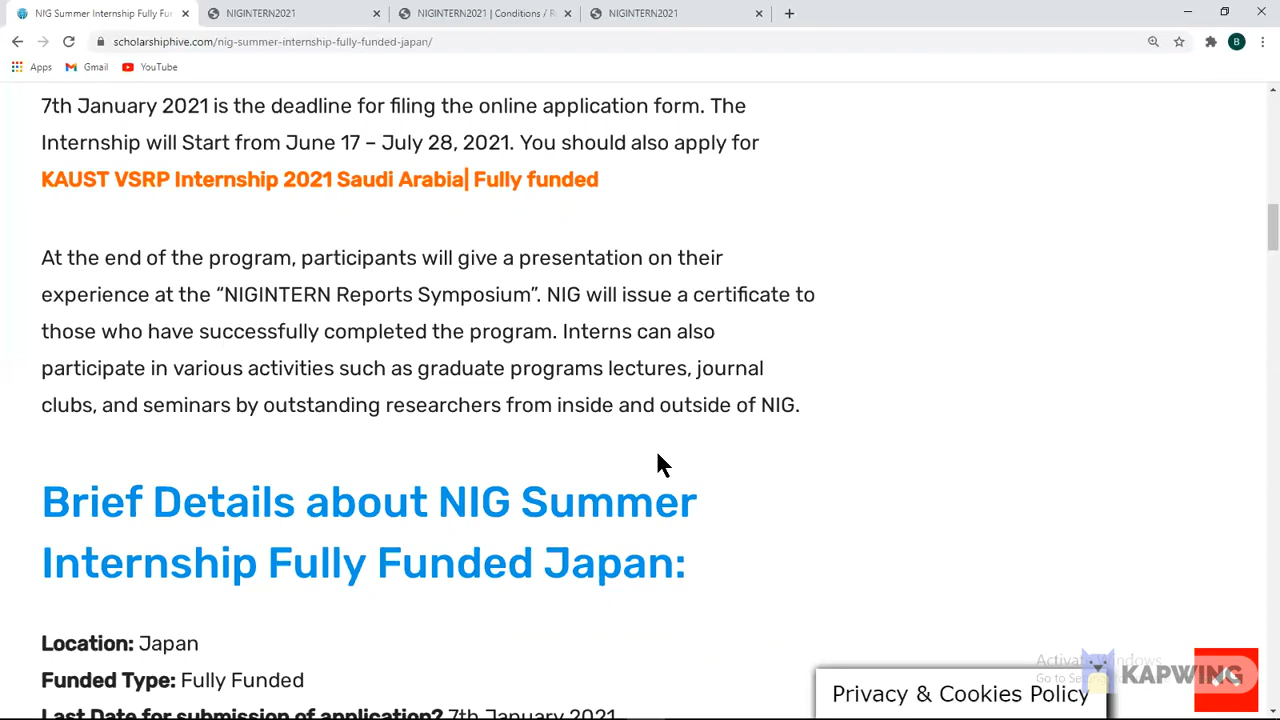 NIG Summer Internship Fully Fu
NIGINTERN2021
NIGINTERN2021 | Conditions / R
NIGINTERN2021
scholarshiphive.com/nig-summer-internship-fully-funded-japan/
B
Apps
Gmail
YouTube
7th January 2021 is the deadline for filing the online application form. The
Internship will Start from June 17 – July 28, 2021. You should also apply for
KAUST VSRP Internship 2021 Saudi Arabia| Fully funded
At the end of the program, participants will give a presentation on their
experience at the “NIGINTERN Reports Symposium”. NIG will issue a certificate to
those who have successfully completed the program. Interns can also
participate in various activities such as graduate programs lectures, journal
clubs, and seminars by outstanding researchers from inside and outside of NIG.
Brief Details about NIG Summer
Internship Fully Funded Japan:
Location: Japan
Funded Type: Fully Funded
Last Date for submission of application? 7th January 2021
Activate Windows
Go to
KAPWING
Privacy & Cookies Policy